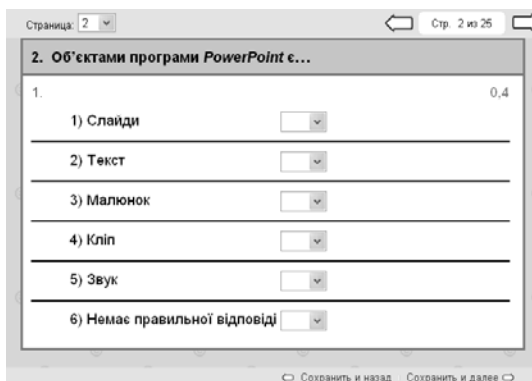 Страница: 2
Стр. 2 из 25
2. Об’єктами програми PowerPoint є…
1. 0,4
1) Слайди
2) Текст
3) Малюнок
4) Кліп
5) Звук
6) Немає правильної відповіді
Сохранить и назад Сохранить и далее